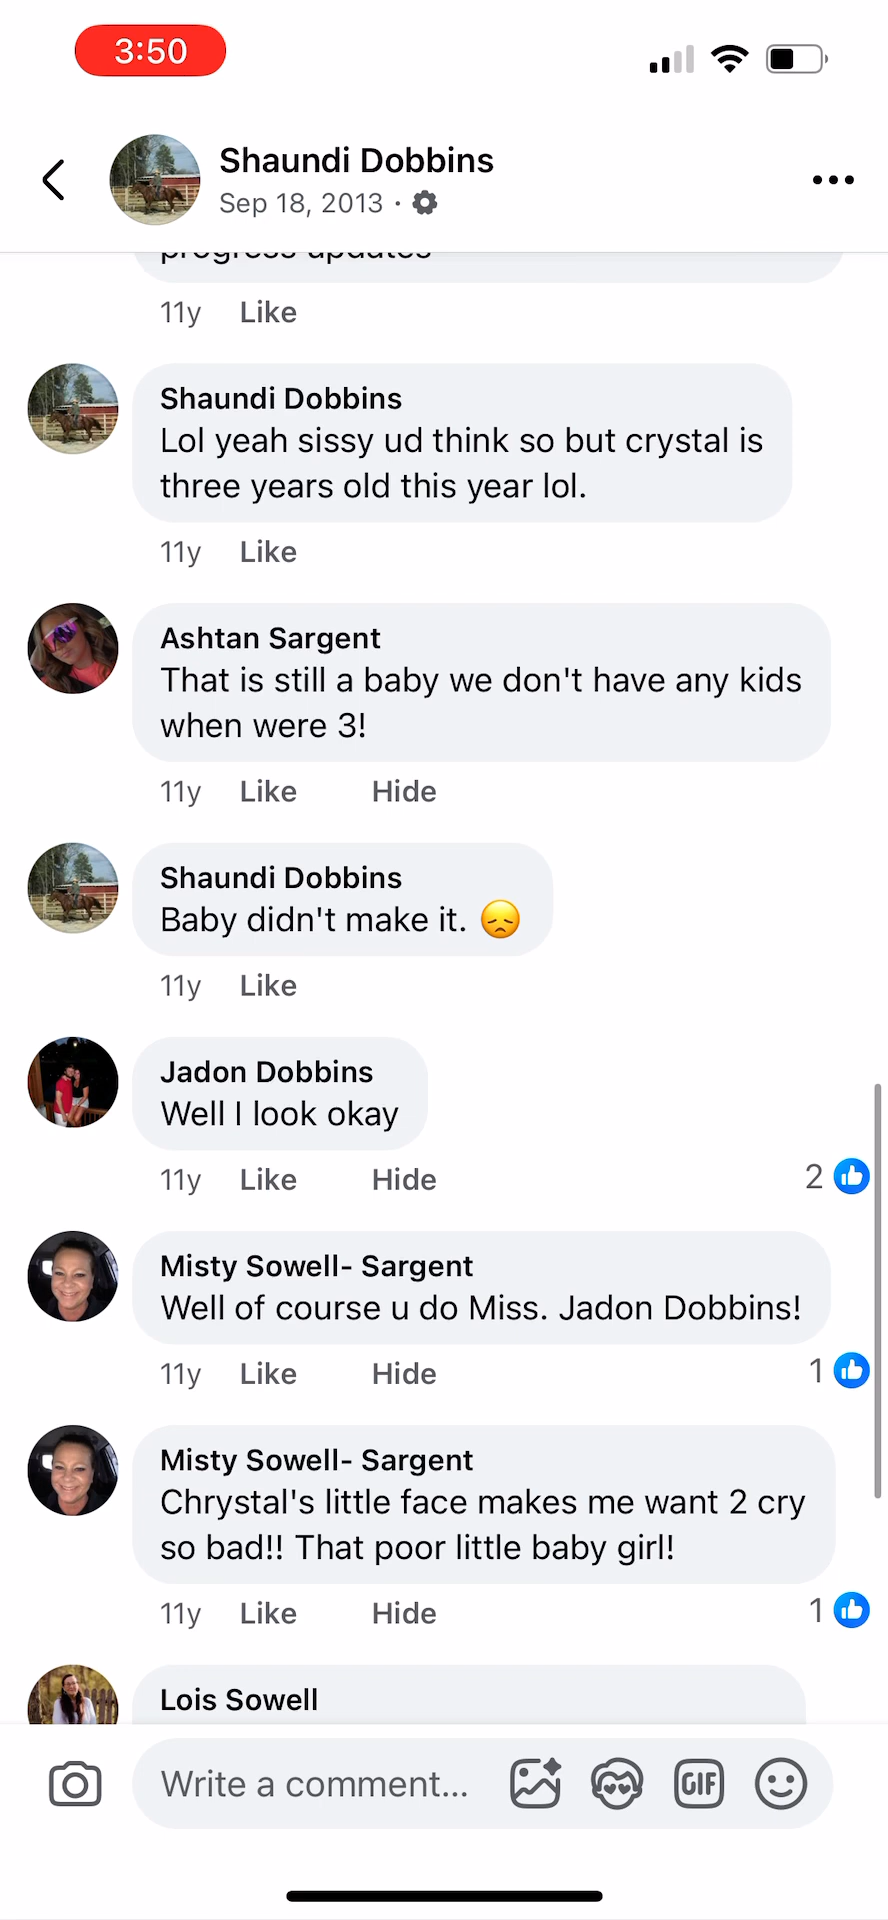 3:50
Shaundi Dobbins
Sep 18, 2013 ·
progress updates
11y Like
Shaundi Dobbins
Lol yeah sissy ud think so but crystal is
three years old this year lol.
11y Like
Ashtan Sargent
That is still a baby we don't have any kids
when were 3!
11y Like Hide
Shaundi Dobbins
Baby didn't make it. 😞
11y Like
Jadon Dobbins
Well I look okay
11y Like Hide 2
Misty Sowell- Sargent
Well of course u do Miss. Jadon Dobbins!
11y Like Hide 1
Misty Sowell- Sargent
Chrystal's little face makes me want 2 cry
so bad!! That poor little baby girl!
11y Like Hide 1
Lois Sowell
Write a comment... GIF